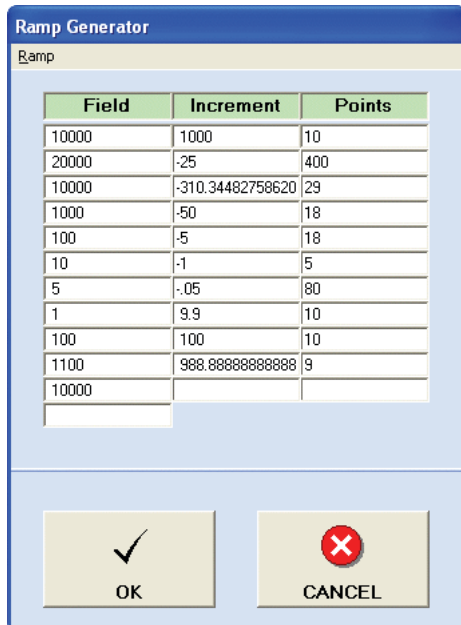 Ramp Generator
Ramp
Field Increment Points
10000 1000 10
20000 -25 400
10000 -310.34482758620 29
1000 -50 18
100 -5 18
10 -1 5
5 -.05 80
1 9.9 10
100 100 10
1100 988.88888888888 9
10000
OK CANCEL